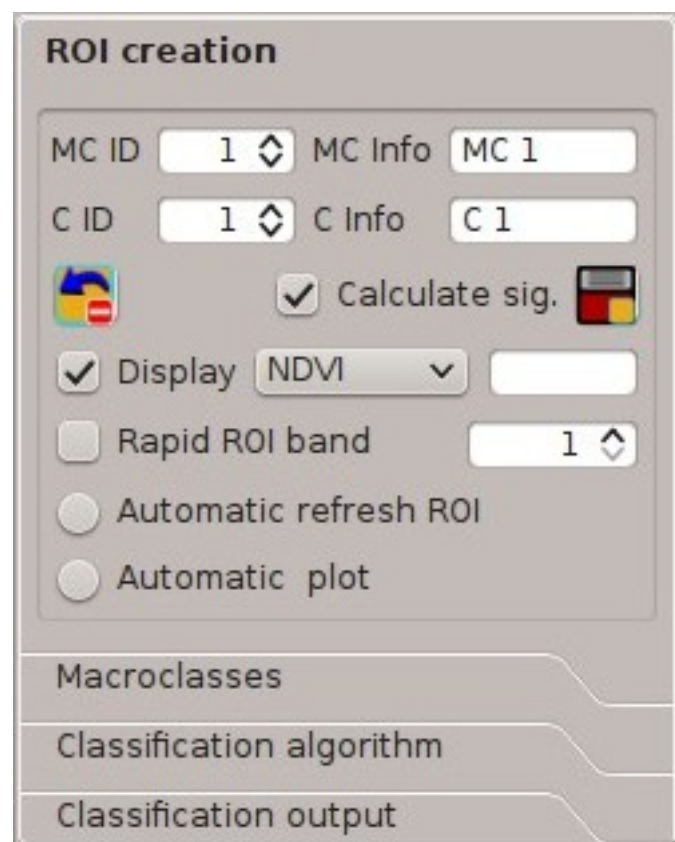 ROI creation
MC ID 1 MC Info MC 1
C ID 1 C Info C 1
Calculate sig.
Display NDVI
Rapid ROI band 1
Automatic refresh ROI
Automatic plot
Macroclasses
Classification algorithm
Classification output